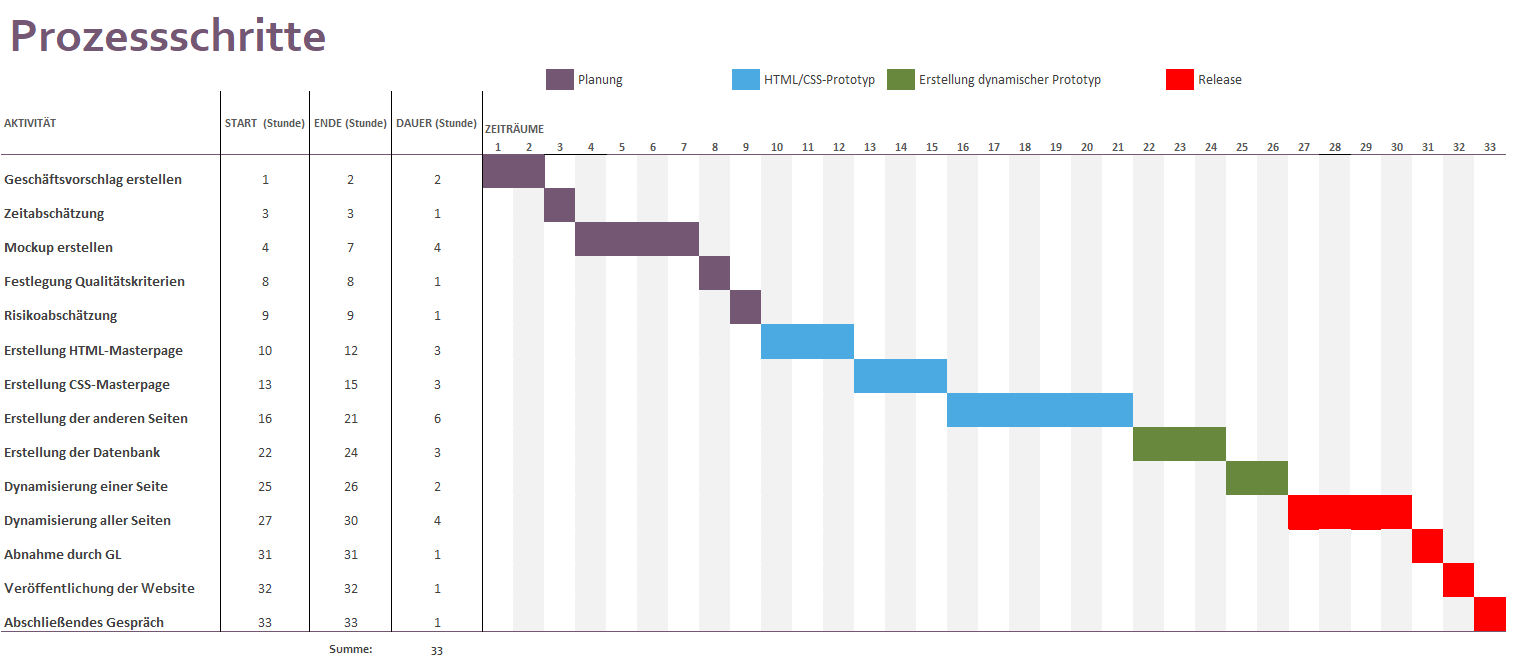 Prozessschritte
Planung HTML/CSS-Prototyp Erstellung dynamischer Prototyp Release
AKTIVITÄT START (Stunde) ENDE (Stunde) DAUER (Stunde) ZEITRÄUME
1 2 3 4 5 6 7 8 9 10 11 12 13 14 15 16 17 18 19 20 21 22 23 24 25 26 27 28 29 30 31 32 33
Geschäftsvorschlag erstellen 1 2 2
Zeitabschätzung 3 3 1
Mockup erstellen 4 7 4
Festlegung Qualitätskriterien 8 8 1
Risikoabschätzung 9 9 1
Erstellung HTML-Masterpage 10 12 3
Erstellung CSS-Masterpage 13 15 3
Erstellung der anderen Seiten 16 21 6
Erstellung der Datenbank 22 24 3
Dynamisierung einer Seite 25 26 2
Dynamisierung aller Seiten 27 30 4
Abnahme durch GL 31 31 1
Veröffentlichung der Website 32 32 1
Abschließendes Gespräch 33 33 1
Summe: 33